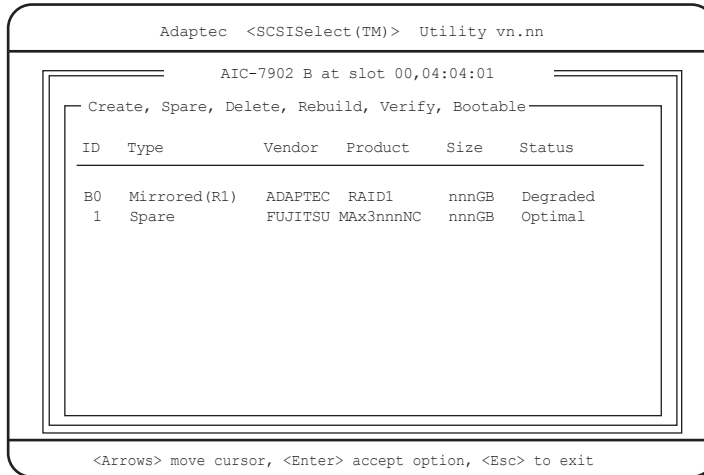 Adaptec <SCSISelect(TM)> Utility vn.nn
AIC-7902 B at slot 00,04:04:01
Create, Spare, Delete, Rebuild, Verify, Bootable
ID Type Vendor Product Size Status
B0 Mirrored(R1) ADAPTEC RAID1 nnnGB Degraded
1 Spare FUJITSU MAx3nnnNC nnnGB Optimal
<Arrows> move cursor, <Enter> accept option, <Esc> to exit